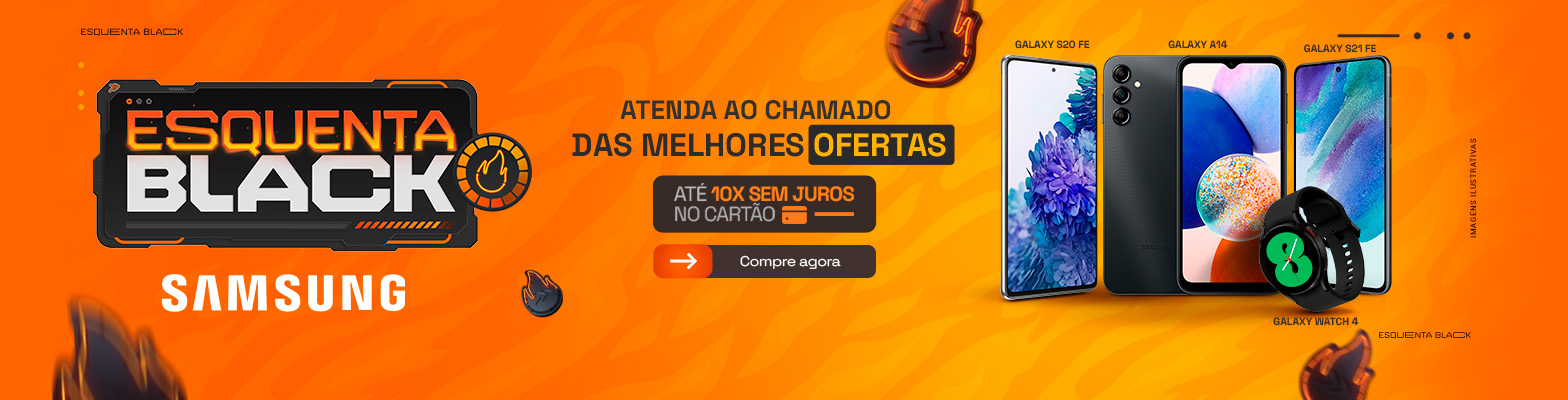 ESQUENTA BLACK
ESQUENTA
BLACK
SAMSUNG
ATENDA AO CHAMADO
DAS MELHORES OFERTAS
ATÉ 10X SEM JUROS
NO CARTÃO
Compre agora
GALAXY S20 FE
GALAXY A14
GALAXY S21 FE
GALAXY WATCH 4
IMAGENS ILUSTRATIVAS
ESQUENTA BLACK